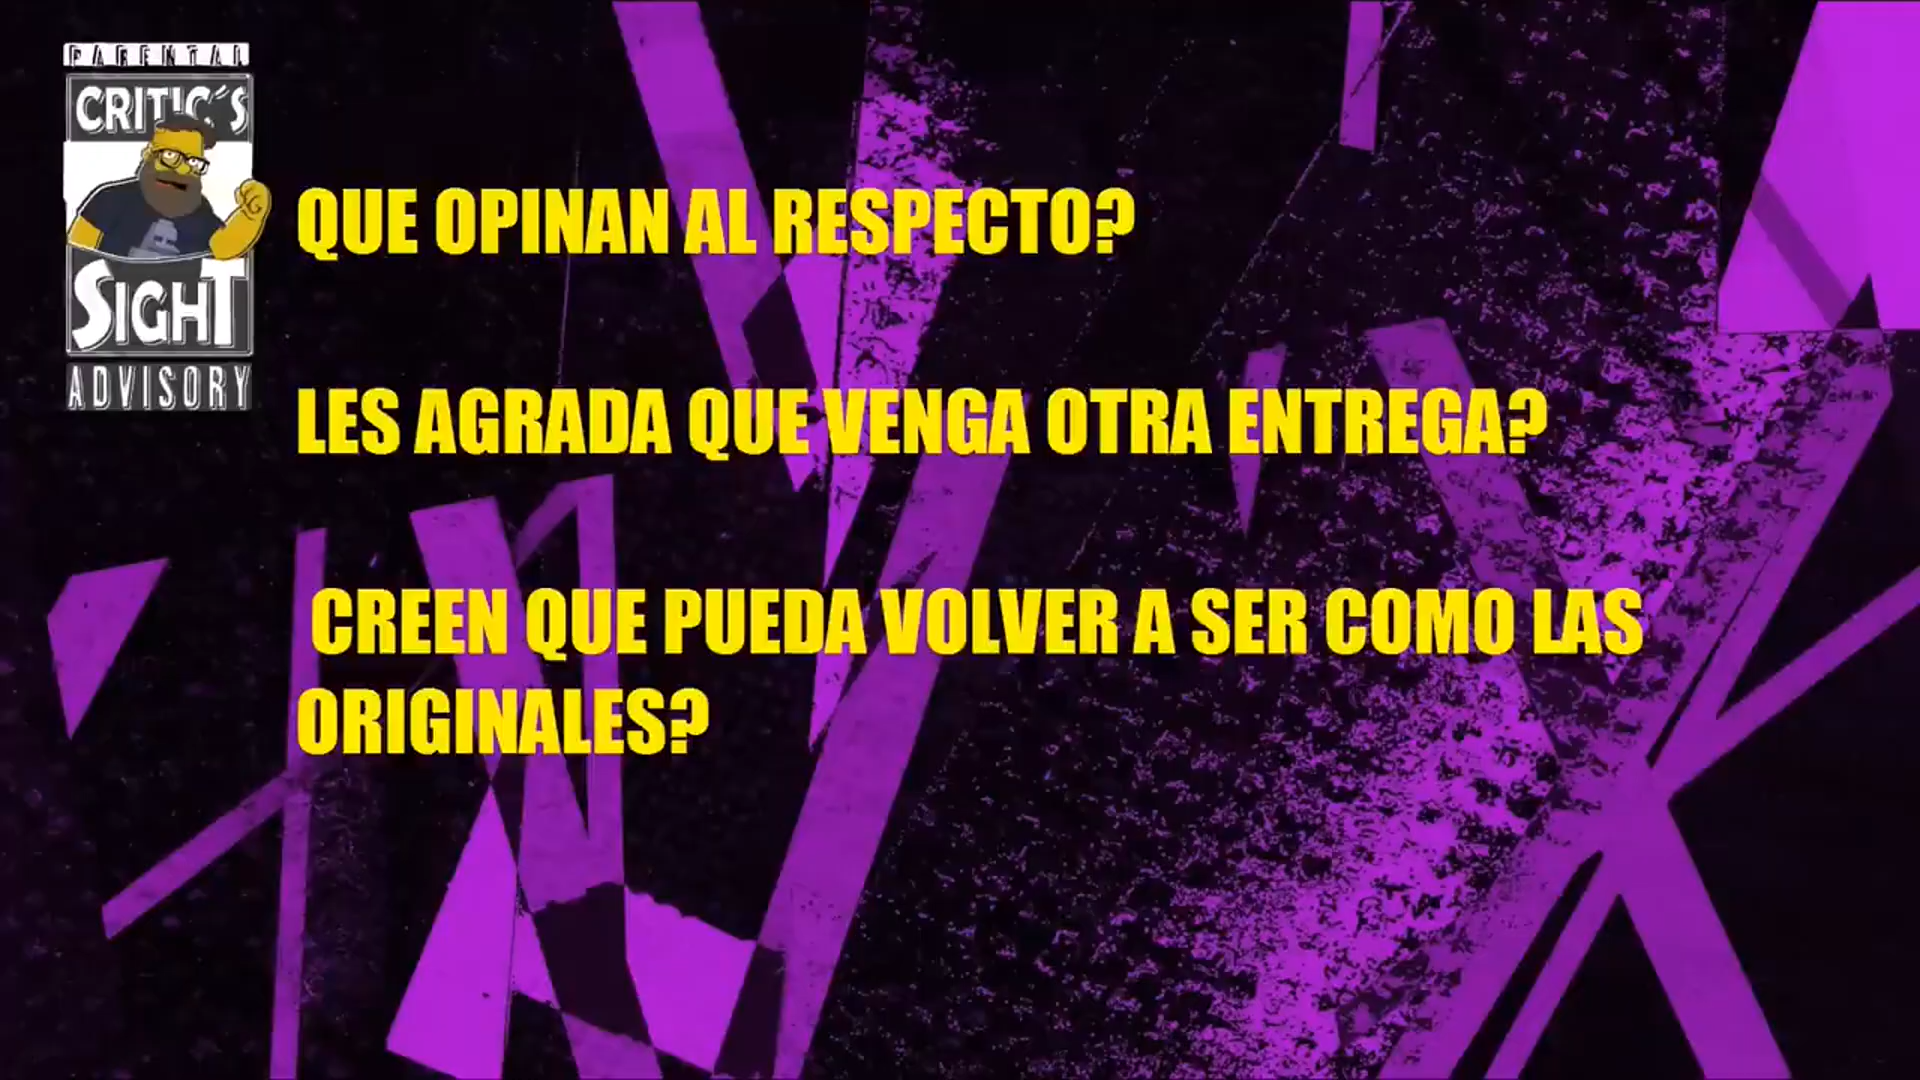 PARENTAL
CRITIC'S
SIGHT
ADVISORY
QUE OPINAN AL RESPECTO?
LES AGRADA QUE VENGA OTRA ENTREGA?
CREEN QUE PUEDA VOLVER A SER COMO LAS
ORIGINALES?